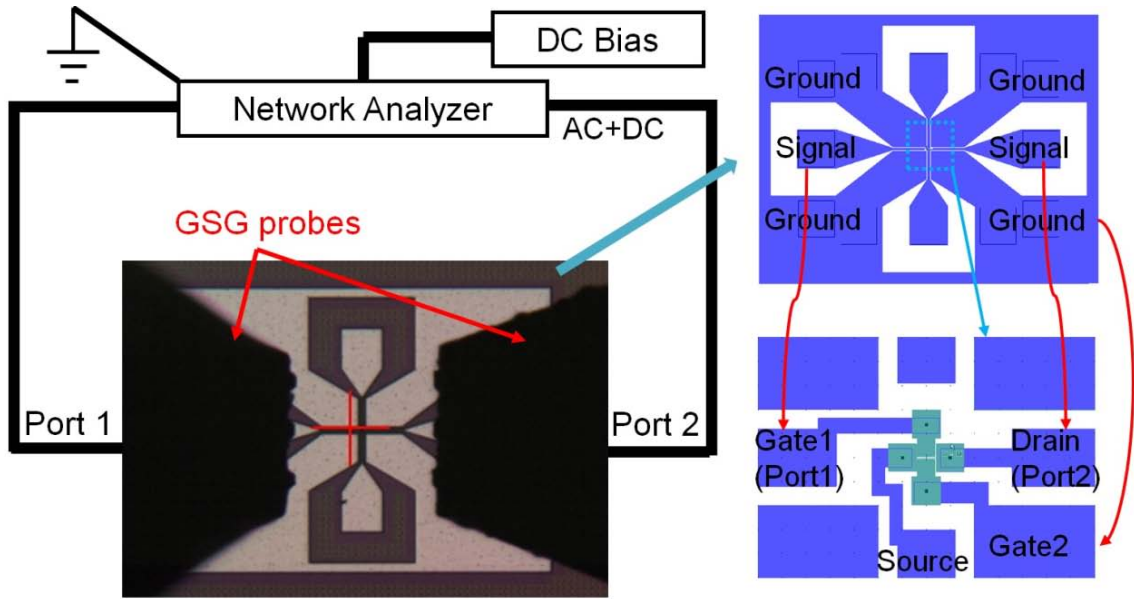 DC Bias
Network Analyzer
AC+DC
GSG probes
Port 1
Port 2
Ground
Ground
Signal
Signal
Ground
Ground
Gate1
(Port1)
Drain
(Port2)
Source
Gate2